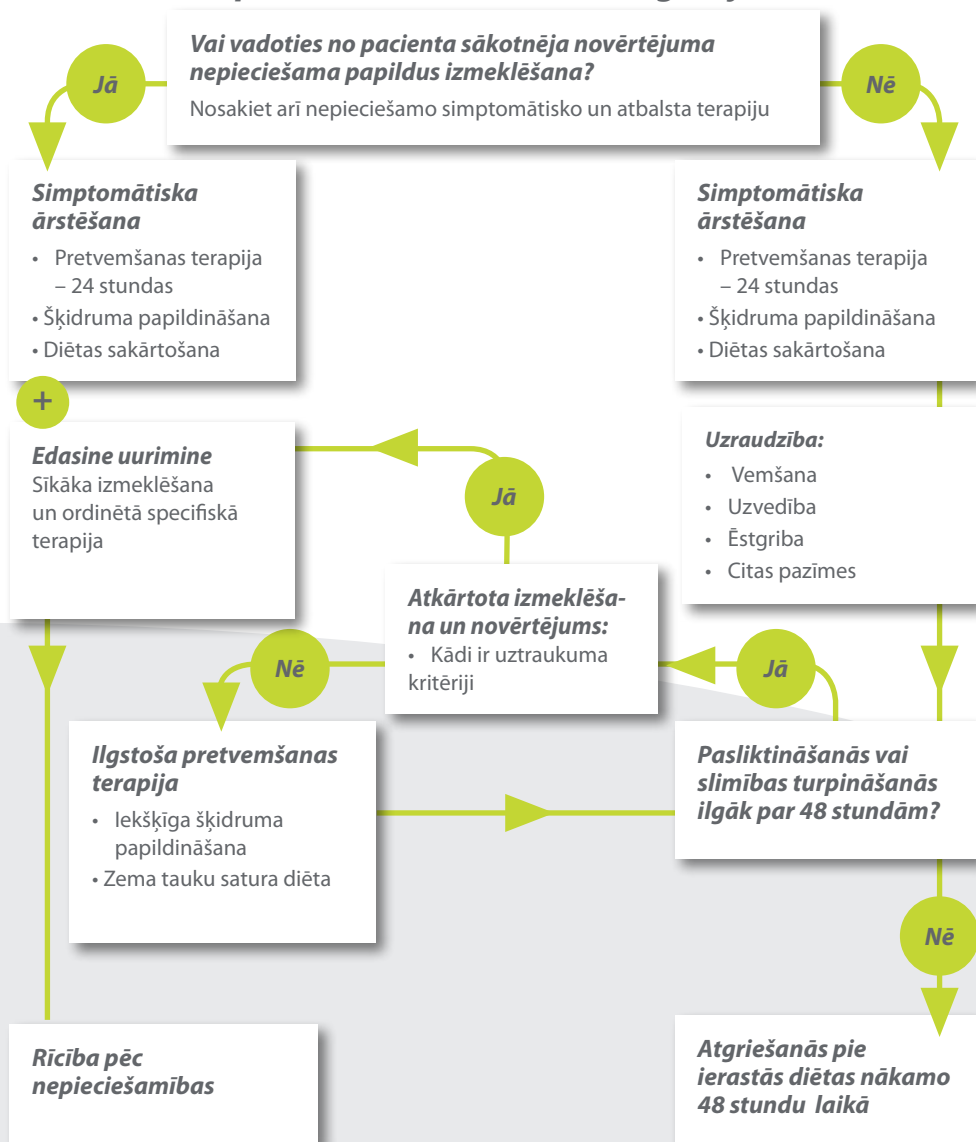 Vai vadoties no pacienta sākotnēja novērtējuma
nepieciešama papildus izmeklēšana?
Nosakiet arī nepieciešamo simptomātisko un atbalsta terapiju
Jā
Nē
Simptomātiska
ārstēšana
• Pretvemšanas terapija
– 24 stundas
• Šķidruma papildināšana
• Diētas sakārtošana
Simptomātiska
ārstēšana
• Pretvemšanas terapija
– 24 stundas
• Šķidruma papildināšana
• Diētas sakārtošana
+
Edasine uurimine
Sīkāka izmeklēšana
un ordinētā specifiskā
terapija
Jā
Uzraudzība:
• Vemšana
• Uzvedība
• Ēstgriba
• Citas pazīmes
Atkārtota izmeklēša-
na un novērtējums:
• Kādi ir uztraukuma
kritēriji
Nē
Jā
Ilgstoša pretvemšanas
terapija
• Iekšķīga šķidruma
papildināšana
• Zema tauku satura diēta
Pasliktināšanās vai
slimības turpināšanās
ilgāk par 48 stundām?
Nē
Rīcība pēc
nepieciešamības
Atgriešanās pie
ierastās diētas nākamo
48 stundu laikā